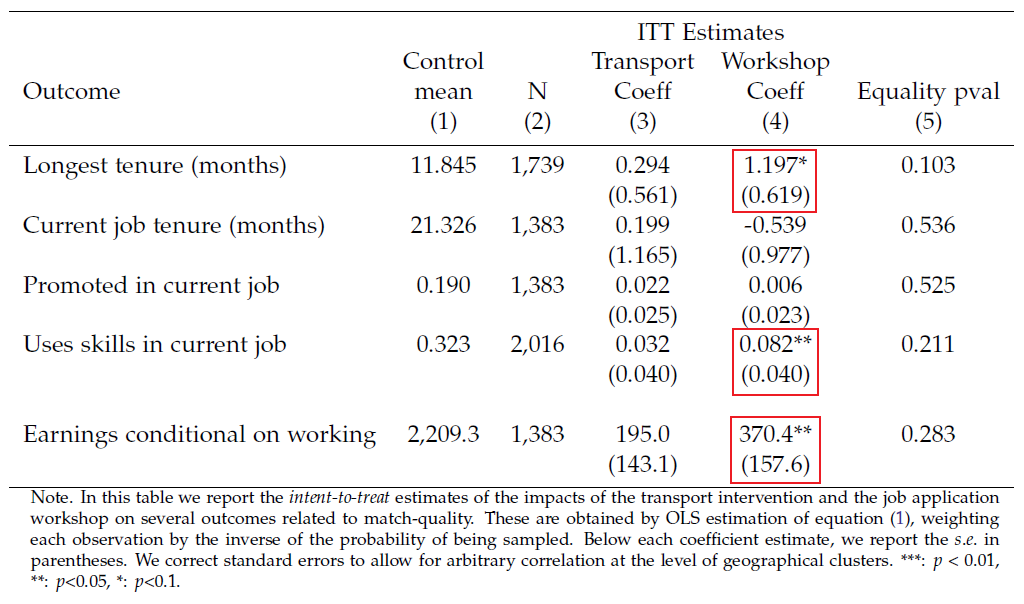 ITT Estimates
Control Transport Workshop
Outcome mean N Coeff Coeff Equality pval
(1) (2) (3) (4) (5)
Longest tenure (months) 11.845 1,739 0.294 1.197* 0.103
(0.561) (0.619)
Current job tenure (months) 21.326 1,383 0.199 -0.539 0.536
(1.165) (0.977)
Promoted in current job 0.190 1,383 0.022 0.006 0.525
(0.025) (0.023)
Uses skills in current job 0.323 2,016 0.032 0.082** 0.211
(0.040) (0.040)
Earnings conditional on working 2,209.3 1,383 195.0 370.4** 0.283
(143.1) (157.6)
Note. In this table we report the intent-to-treat estimates of the impacts of the transport intervention and the job application
workshop on several outcomes related to match-quality. These are obtained by OLS estimation of equation (1), weighting
each observation by the inverse of the probability of being sampled. Below each coefficient estimate, we report the s.e. in
parentheses. We correct standard errors to allow for arbitrary correlation at the level of geographical clusters. ***: p < 0.01,
**: p<0.05, *: p<0.1.